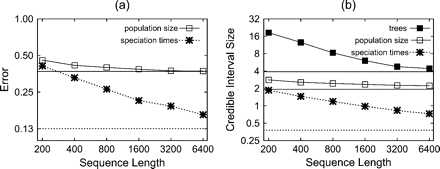 (a)
population size
speciation times
1.00
0.50
0.25
0.13
Error
200 400 800 1600 3200 6400
Sequence Length
(b)
trees
population size
speciation times
32
16
8
4
2
1
0.5
0.25
Credible Interval Size
200 400 800 1600 3200 6400
Sequence Length